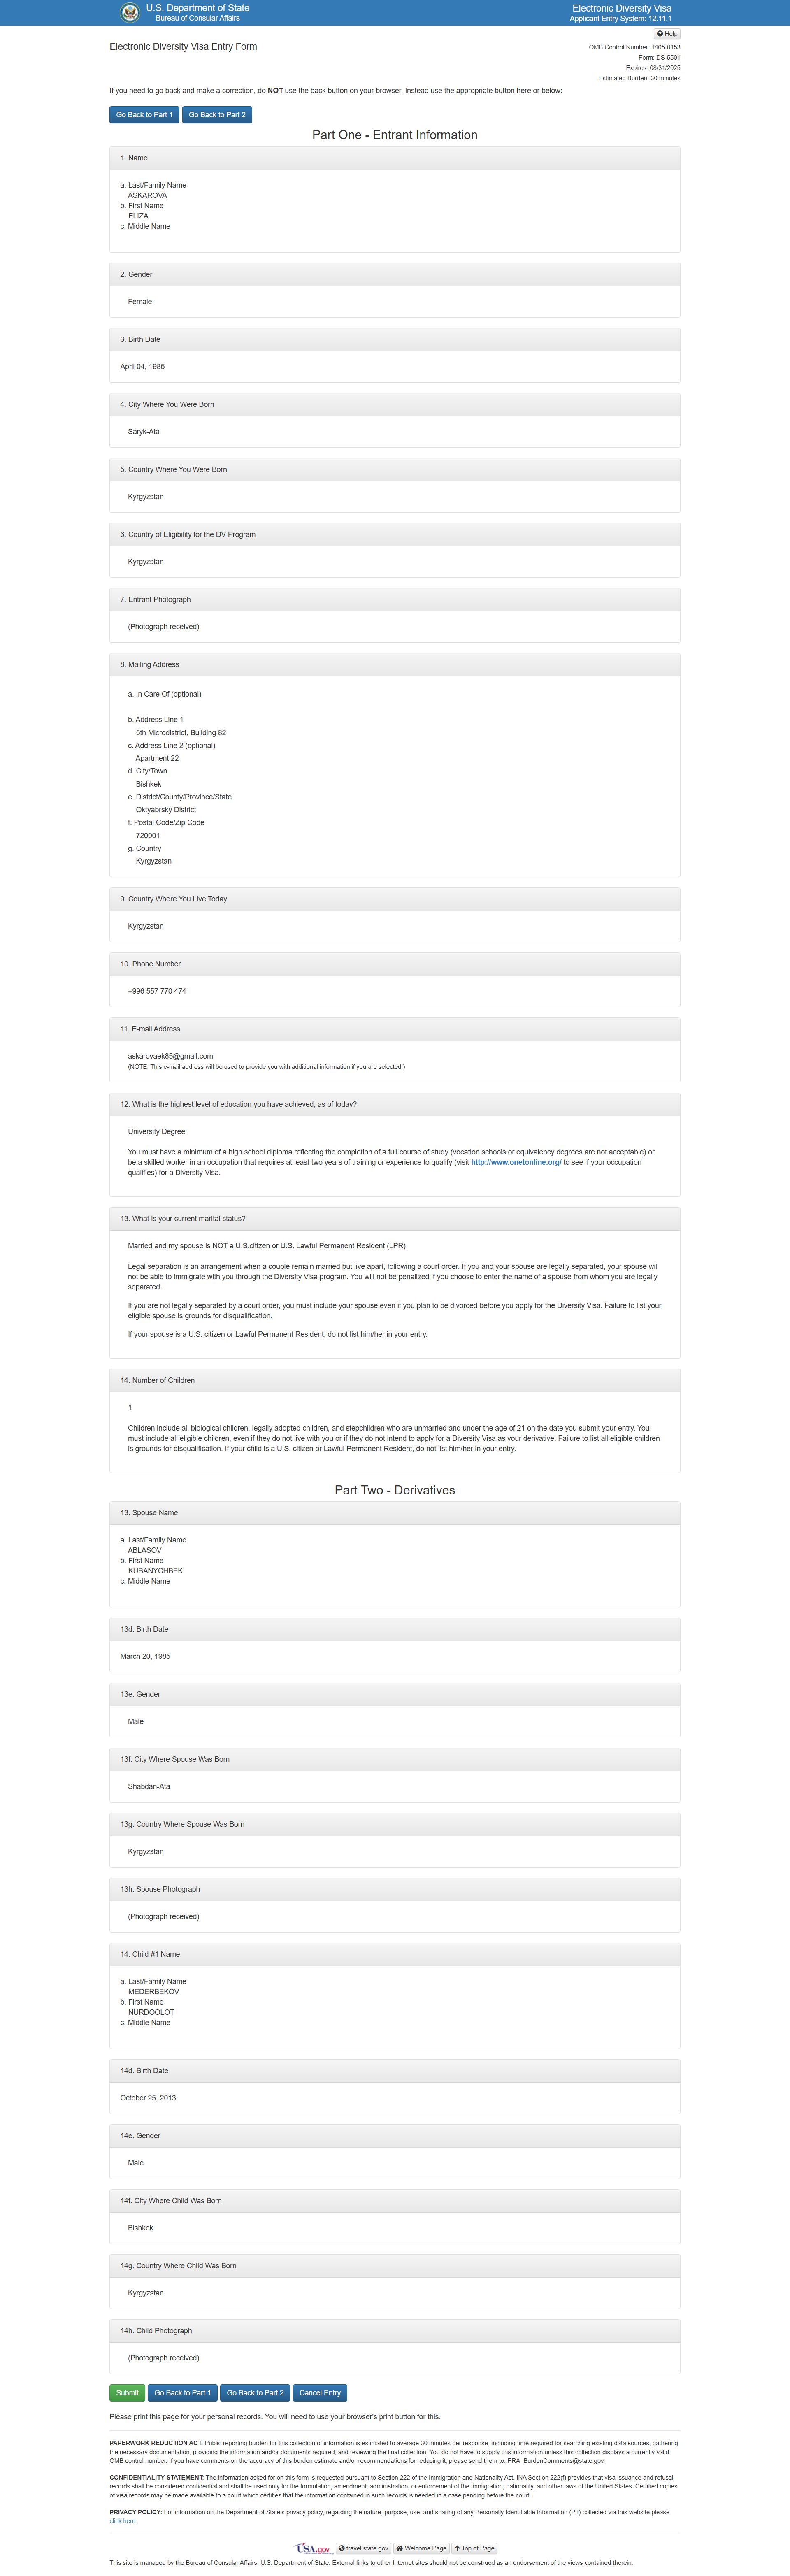 U.S. Department of State
Bureau of Consular Affairs
Electronic Diversity Visa
Applicant Entry System: 12.11.1
Help
Electronic Diversity Visa Entry Form
OMB Control Number: 1405-0153
Form: DS-5501
Expires: 08/31/2025
Estimated Burden: 30 minutes
If you need to go back and make a correction, do NOT use the back button on your browser. Instead use the appropriate button here or below:
Go Back to Part 1 Go Back to Part 2
Part One - Entrant Information
1. Name
a. Last/Family Name
ASKAROVA
b. First Name
ELIZA
c. Middle Name
2. Gender
Female
3. Birth Date
April 04, 1985
4. City Where You Were Born
Saryk-Ata
5. Country Where You Were Born
Kyrgyzstan
6. Country of Eligibility for the DV Program
Kyrgyzstan
7. Entrant Photograph
(Photograph received)
8. Mailing Address
a. In Care Of (optional)
b. Address Line 1
5th Microdistrict, Building 82
c. Address Line 2 (optional)
Apartment 22
d. City/Town
Bishkek
e. District/County/Province/State
Oktyabrsky District
f. Postal Code/Zip Code
720001
g. Country
Kyrgyzstan
9. Country Where You Live Today
Kyrgyzstan
10. Phone Number
+996 557 770 474
11. E-mail Address
askarovaek85@gmail.com
(NOTE: This e-mail address will be used to provide you with additional information if you are selected.)
12. What is the highest level of education you have achieved, as of today?
University Degree
You must have a minimum of a high school diploma reflecting the completion of a full course of study (vocation schools or equivalency degrees are not acceptable) or
be a skilled worker in an occupation that requires at least two years of training or experience to qualify (visit http://www.onetonline.org/ to see if your occupation
qualifies) for a Diversity Visa.
13. What is your current marital status?
Married and my spouse is NOT a U.S.citizen or U.S. Lawful Permanent Resident (LPR)
Legal separation is an arrangement when a couple remain married but live apart, following a court order. If you and your spouse are legally separated, your spouse will
not be able to immigrate with you through the Diversity Visa program. You will not be penalized if you choose to enter the name of a spouse from whom you are legally
separated.
If you are not legally separated by a court order, you must include your spouse even if you plan to be divorced before you apply for the Diversity Visa. Failure to list your
eligible spouse is grounds for disqualification.
If your spouse is a U.S. citizen or Lawful Permanent Resident, do not list him/her in your entry.
14. Number of Children
1
Children include all biological children, legally adopted children, and stepchildren who are unmarried and under the age of 21 on the date you submit your entry. You
must include all eligible children, even if they do not live with you or if they do not intend to apply for a Diversity Visa as your derivative. Failure to list all eligible children
is grounds for disqualification. If your child is a U.S. citizen or Lawful Permanent Resident, do not list him/her in your entry.
Part Two - Derivatives
13. Spouse Name
a. Last/Family Name
ABLASOV
b. First Name
KUBANYCHBEK
c. Middle Name
13d. Birth Date
March 20, 1985
13e. Gender
Male
13f. City Where Spouse Was Born
Shabdan-Ata
13g. Country Where Spouse Was Born
Kyrgyzstan
13h. Spouse Photograph
(Photograph received)
14. Child #1 Name
a. Last/Family Name
MEDERBEKOV
b. First Name
NURDOOLOT
c. Middle Name
14d. Birth Date
October 25, 2013
14e. Gender
Male
14f. City Where Child Was Born
Bishkek
14g. Country Where Child Was Born
Kyrgyzstan
14h. Child Photograph
(Photograph received)
Submit Go Back to Part 1 Go Back to Part 2 Cancel Entry
Please print this page for your personal records. You will need to use your browser's print button for this.
PAPERWORK REDUCTION ACT: Public reporting burden for this collection of information is estimated to average 30 minutes per response, including time required for searching existing data sources, gathering
the necessary documentation, providing the information and/or documents required, and reviewing the final collection. You do not have to supply this information unless this collection displays a currently valid
OMB control number. If you have comments on the accuracy of this burden estimate and/or recommendations for reducing it, please send them to: PRA_BurdenComments@state.gov.
CONFIDENTIALITY STATEMENT: The information asked for on this form is requested pursuant to Section 222 of the Immigration and Nationality Act. INA Section 222(f) provides that visa issuance and refusal
records shall be considered confidential and shall be used only for the formulation, amendment, administration, or enforcement of the immigration, nationality, and other laws of the United States. Certified copies
of visa records may be made available to a court which certifies that the information contained in such records is needed in a case pending before the court.
PRIVACY POLICY: For information on the Department of State's privacy policy, regarding the nature, purpose, use, and sharing of any Personally Identifiable Information (PII) collected via this website please
click here.
USA.gov travel.state.gov Welcome Page Top of Page
This site is managed by the Bureau of Consular Affairs, U.S. Department of State. External links to other Internet sites should not be construed as an endorsement of the views contained therein.